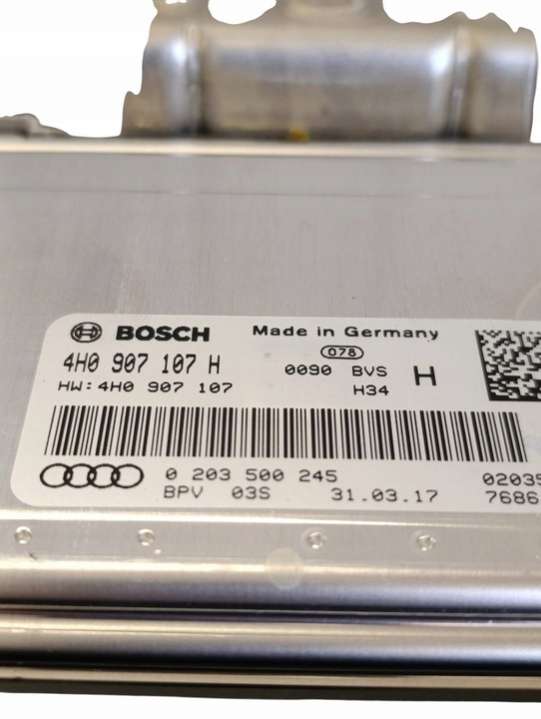 BOSCH Made in Germany
078
4H0 907 107 H 0090 BVS H
HW: 4H0 907 107 H34
0 203 500 245 0203
BPV 03S 31.03.17 7686